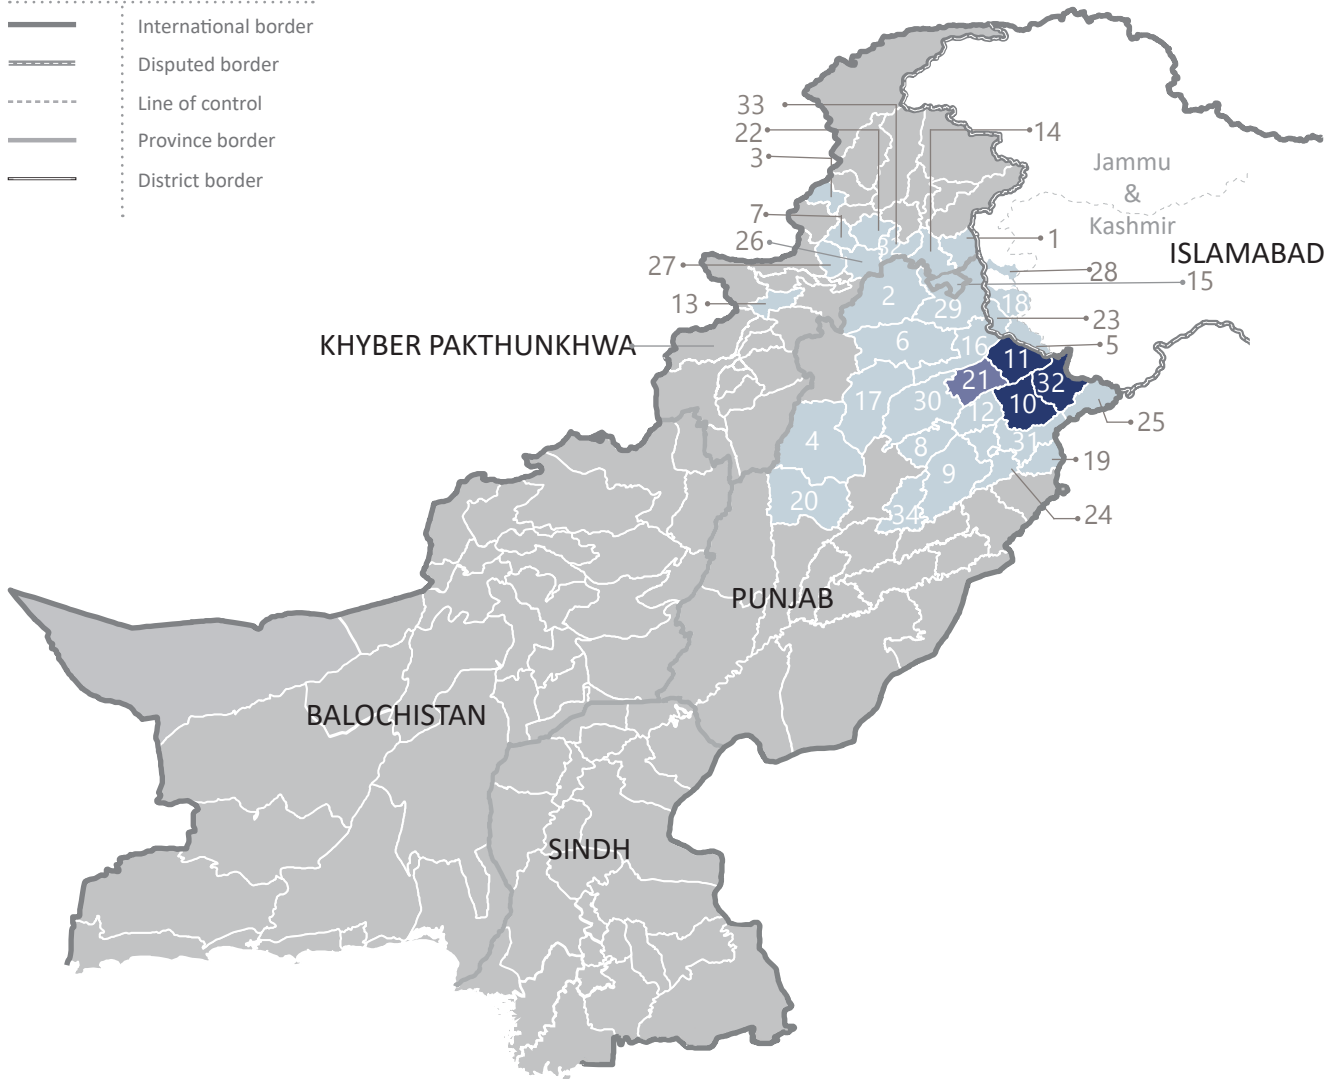 International border
Disputed border
Line of control
Province border
District border
33
22
14
3
Jammu
&
Kashmir
7
1
26
ISLAMABAD
27
28
15
13
2
29
18
23
KHYBER PAKTHUNKHWA
6
16
5
11
21
32
17
30
10
12
25
4
8
31
19
9
20
34
24
PUNJAB
BALOCHISTAN
SINDH